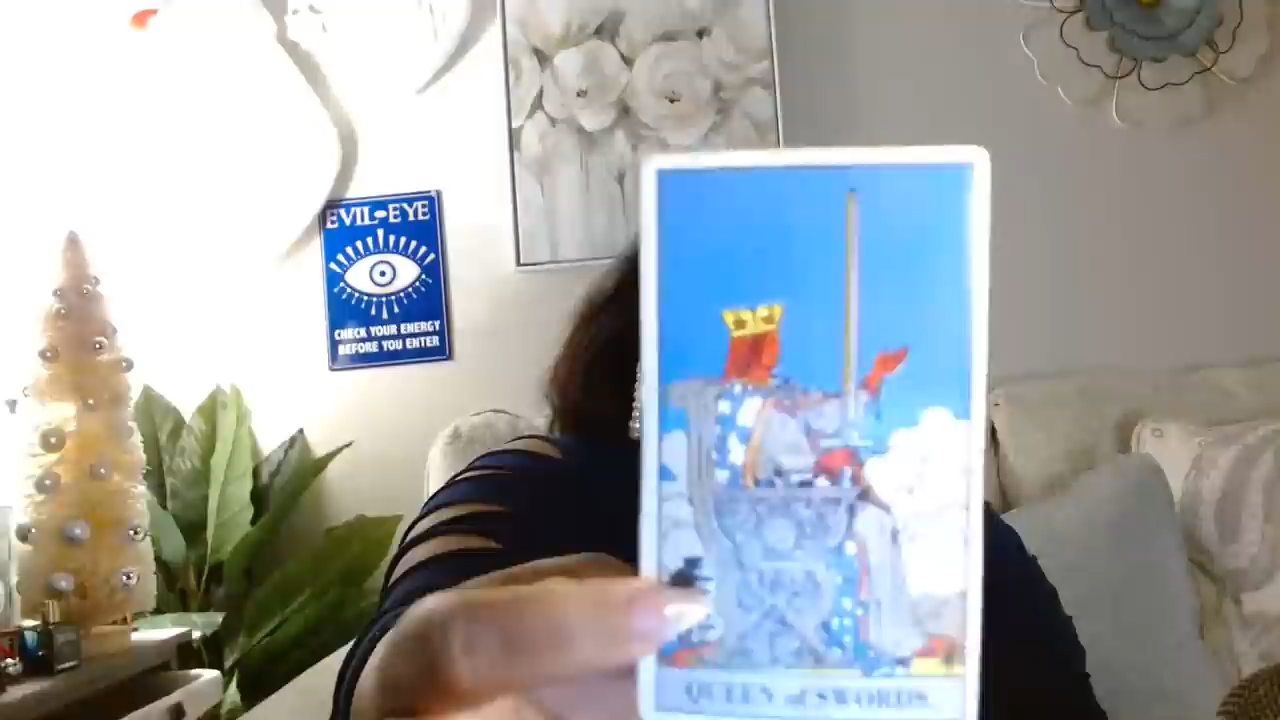 EVIL-EYE
CHECK YOUR ENERGY
BEFORE YOU ENTER
QUEEN of SWORDS.